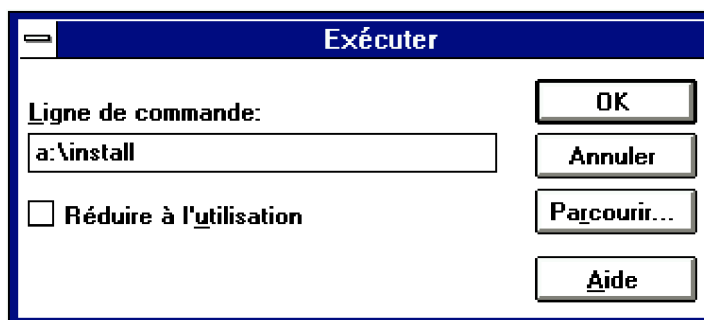 Exécuter
Ligne de commande:
a:\install
Réduire à l'utilisation
OK
Annuler
Parcourir...
Aide